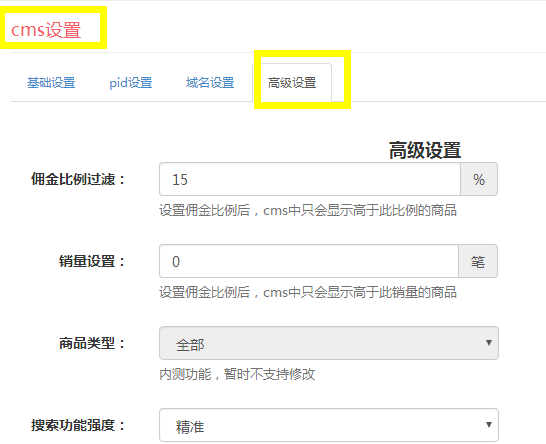 cms设置
基础设置 pid设置 域名设置 高级设置
高级设置
佣金比例过滤： 15 %
设置佣金比例后，cms中只会显示高于此比例的商品
销量设置： 0 笔
设置佣金比例后，cms中只会显示高于此销量的商品
商品类型： 全部
内测功能，暂时不支持修改
搜索功能强度： 精准